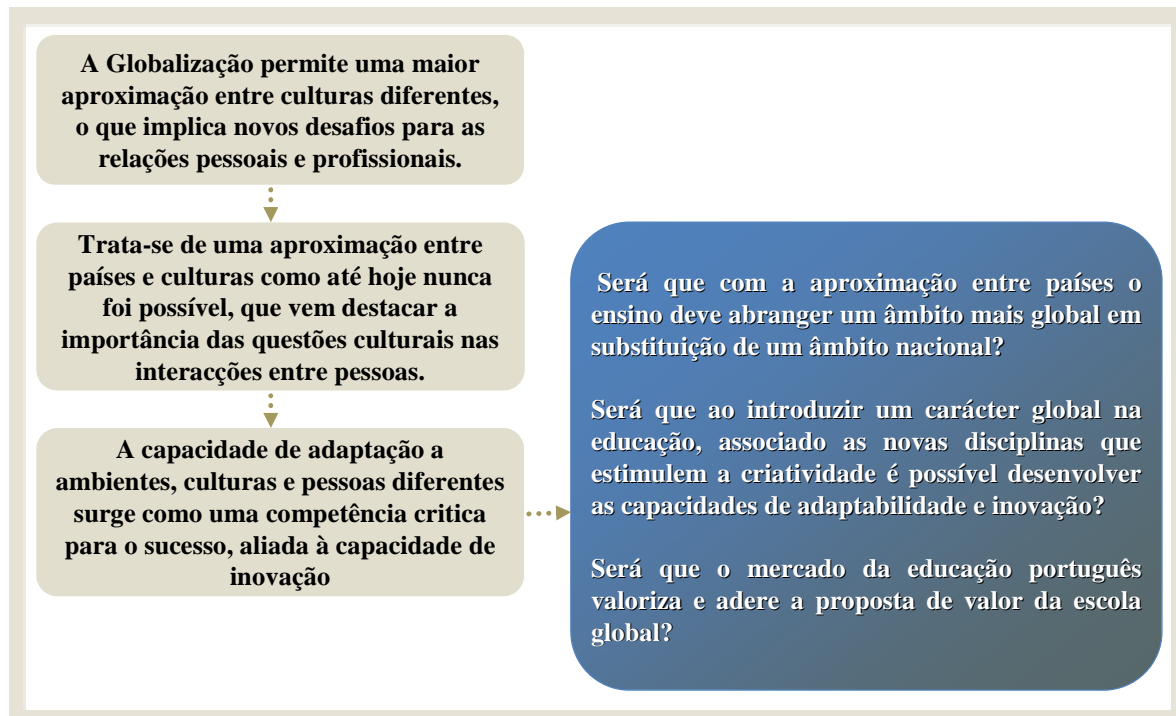 A Globalização permite uma maior
aproximação entre culturas diferentes,
o que implica novos desafios para as
relações pessoais e profissionais.
Trata-se de uma aproximação entre
países e culturas como até hoje nunca
foi possível, que vem destacar a
importância das questões culturais nas
interacções entre pessoas.
A capacidade de adaptação a
ambientes, culturas e pessoas diferentes
surge como uma competência critica
para o sucesso, aliada à capacidade de
inovação
Será que com a aproximação entre países o
ensino deve abranger um âmbito mais global em
substituição de um âmbito nacional?
Será que ao introduzir um carácter global na
educação, associado as novas disciplinas que
estimulem a criatividade é possível desenvolver
as capacidades de adaptabilidade e inovação?
Será que o mercado da educação português
valoriza e adere a proposta de valor da escola
global?